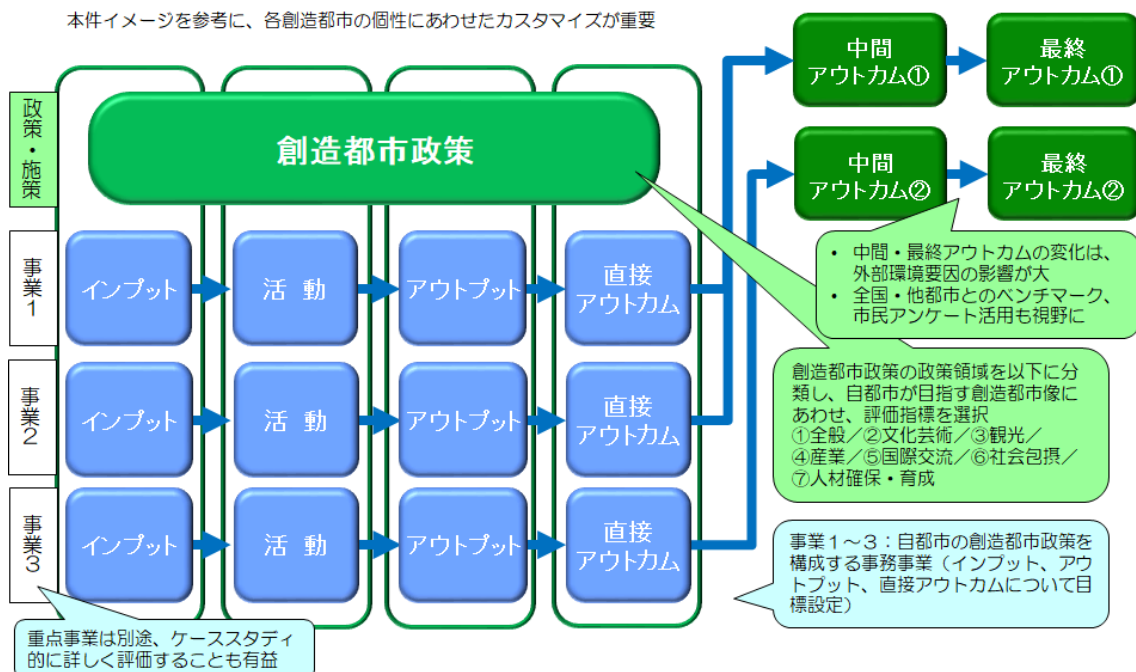 本件イメージを参考に、各創造都市の個性にあわせたカスタマイズが重要
政策・施策
創造都市政策
中間
アウトカム①
最終
アウトカム①
中間
アウトカム②
最終
アウトカム②
事業1
インプット
活 動
アウトプット
直接
アウトカム
• 中間・最終アウトカムの変化は、
外部環境要因の影響が大
• 全国・他都市とのベンチマーク、
市民アンケート活用も視野に
事業2
インプット
活 動
アウトプット
直接
アウトカム
創造都市政策の政策領域を以下に分
類し、自都市が目指す創造都市像に
あわせ、評価指標を選択
①全般／②文化芸術／③観光／
④産業／⑤国際交流／⑥社会包摂／
⑦人材確保・育成
事業3
インプット
活 動
アウトプット
直接
アウトカム
事業１～３：自都市の創造都市政策を
構成する事務事業（インプット、アウ
トプット、直接アウトカムについて目
標設定）
重点事業は別途、ケーススタディ
的に詳しく評価することも有益